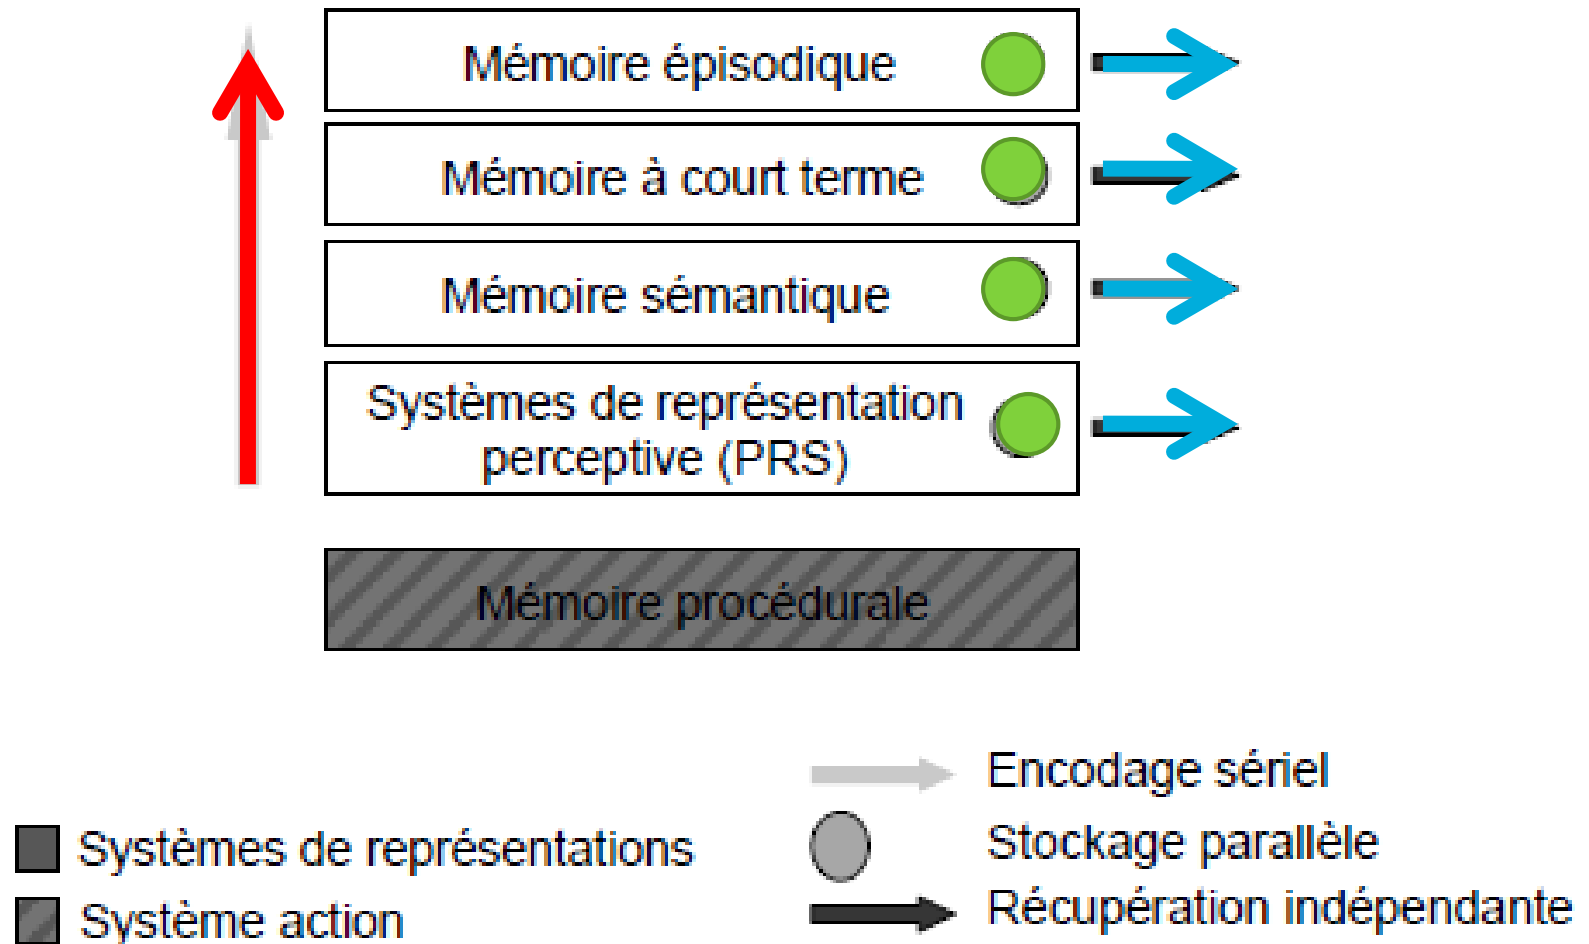 Mémoire épisodique
Mémoire à court terme
Mémoire sémantique
Systèmes de représentation
perceptive (PRS)
Mémoire procédurale
Encodage sériel
Systèmes de représentations
Stockage parallèle
Système action
Récupération indépendante